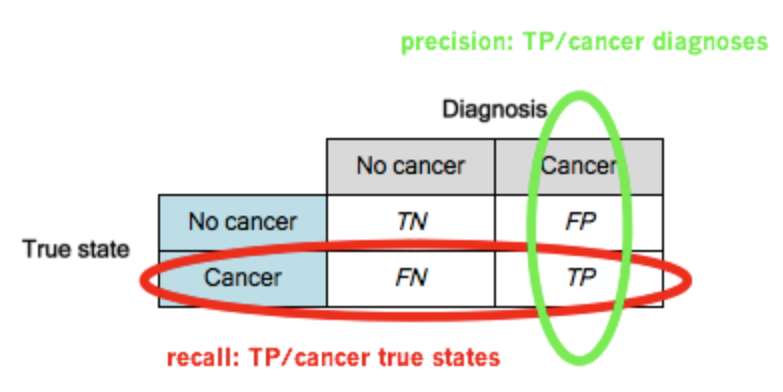 precision: TP/cancer diagnoses
Diagnosis
No cancer Cancer
No cancer TN FP
True state
Cancer FN TP
recall: TP/cancer true states